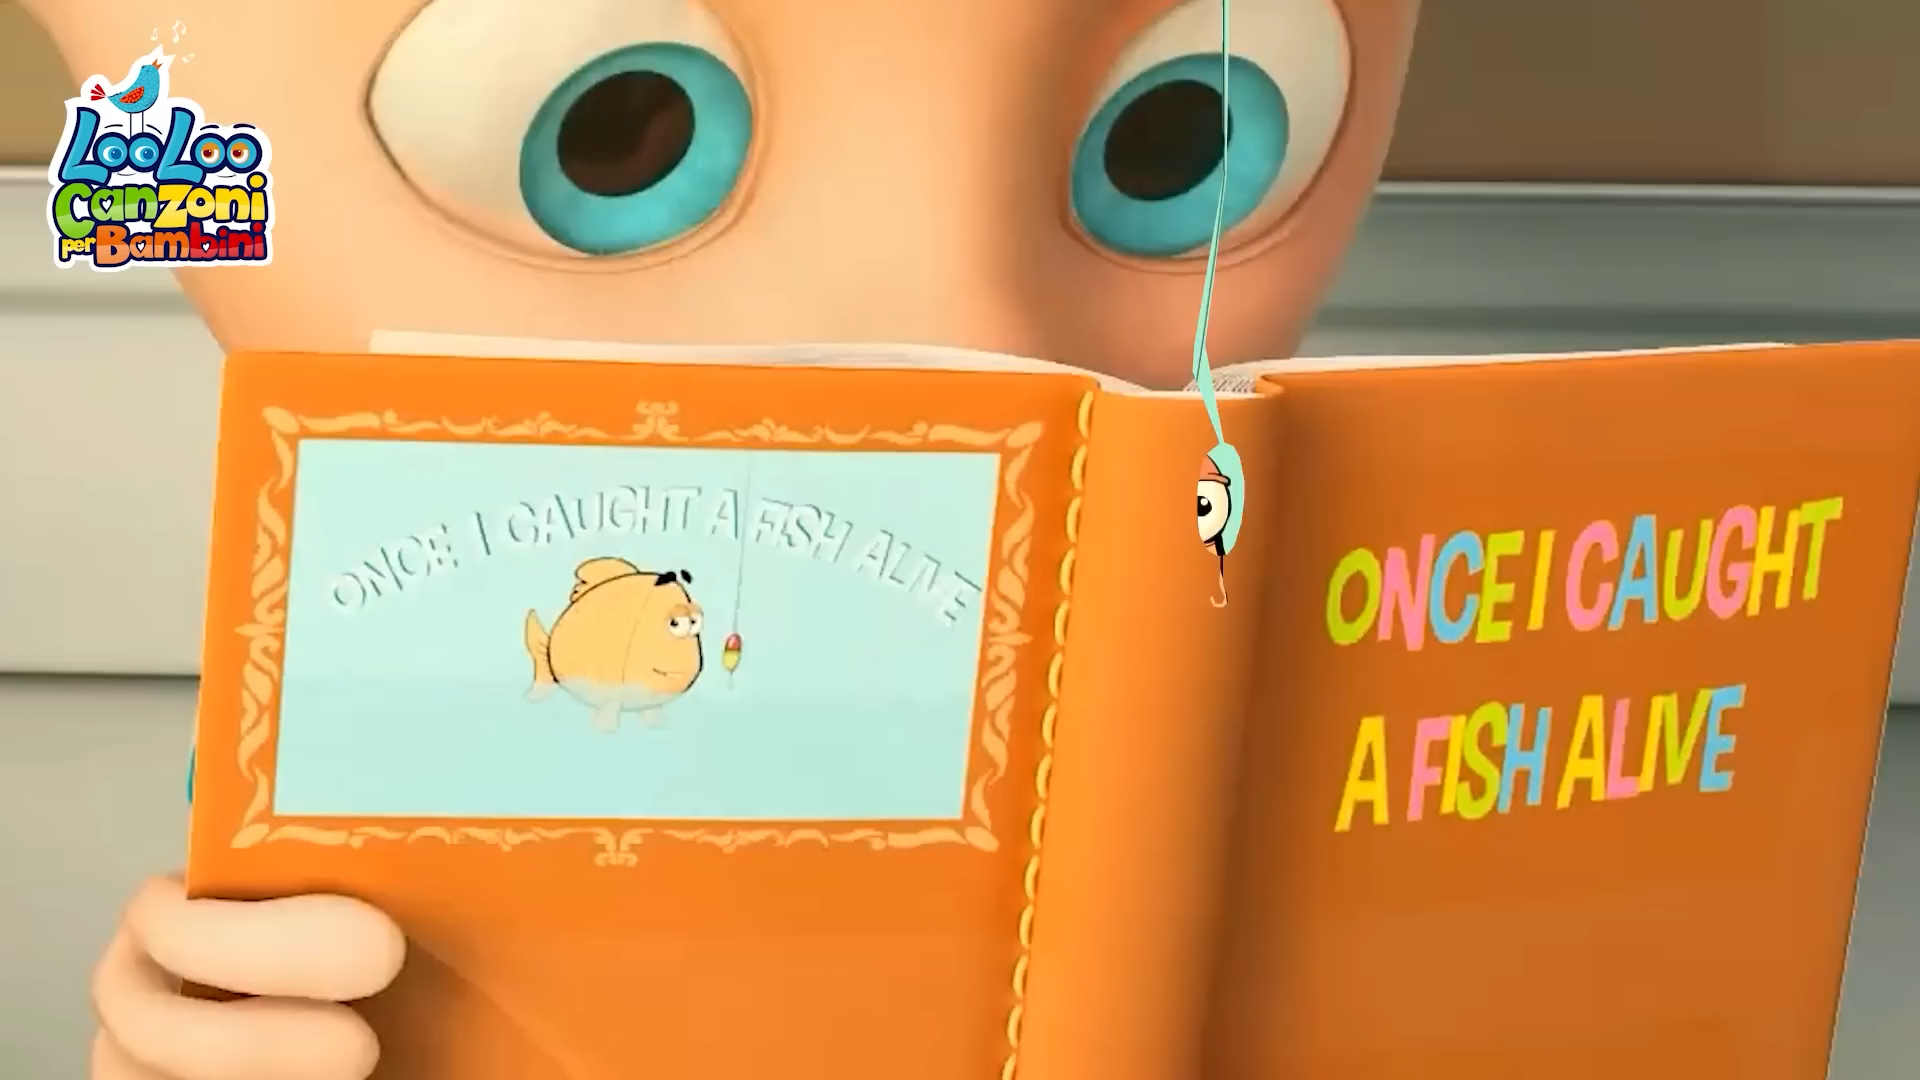 LooLoo
Canzoni
per Bambini
ONCE I CAUGHT A FISH ALIVE
ONCE I CAUGHT
A FISH ALIVE